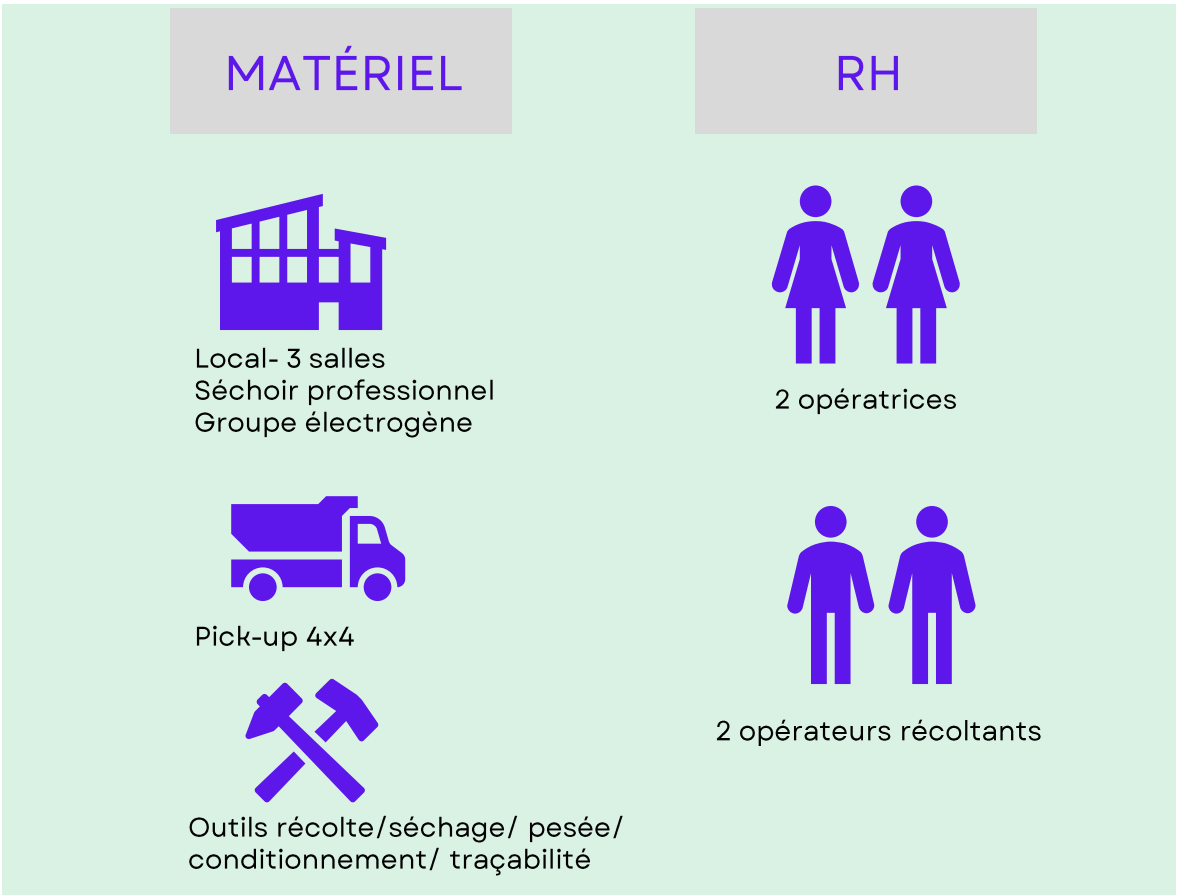 MATÉRIEL
Local- 3 salles
Séchoir professionnel
Groupe électrogène
Pick-up 4x4
Outils récolte/séchage/ pesée/
conditionnement/ traçabilité
RH
2 opératrices
2 opérateurs récoltants